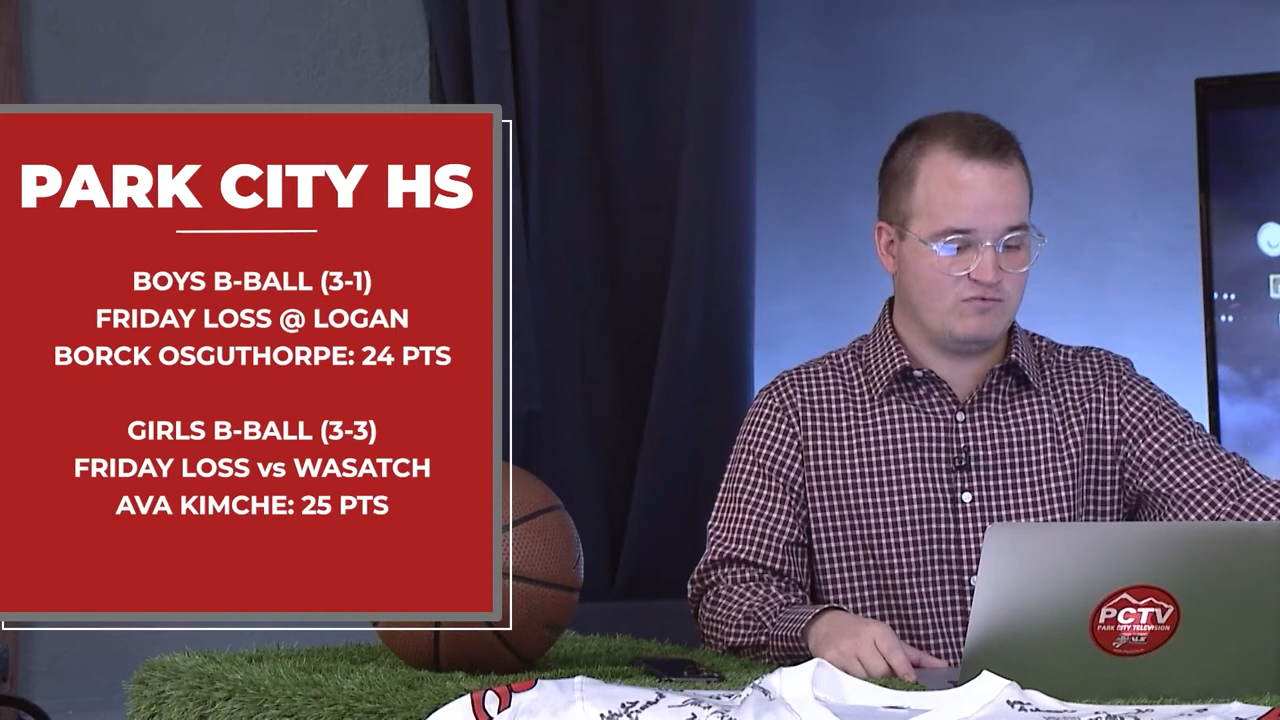 PARK CITY HS
BOYS B-BALL (3-1)
FRIDAY LOSS @ LOGAN
BORCK OSGUTHORPE: 24 PTS
GIRLS B-BALL (3-3)
FRIDAY LOSS vs WASATCH
AVA KIMCHE: 25 PTS
PCTV
PARK CITY TELEVISION